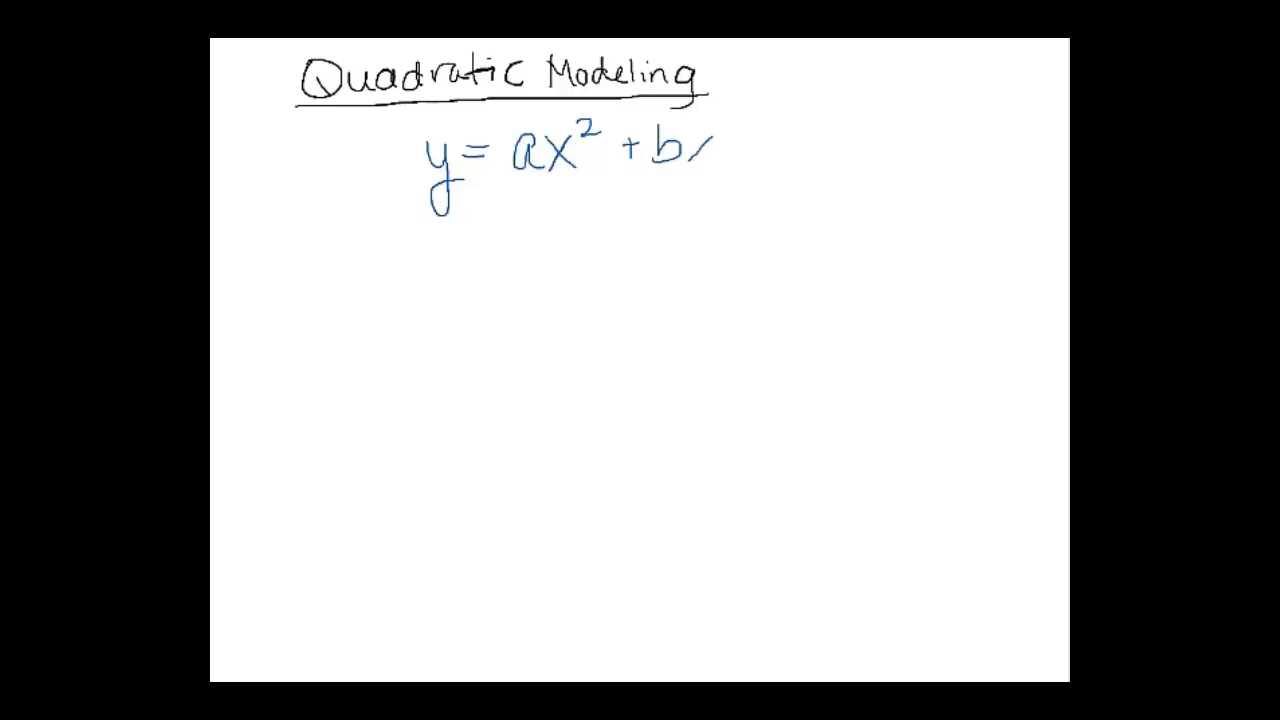 Quadratic Modeling
y = ax² + b